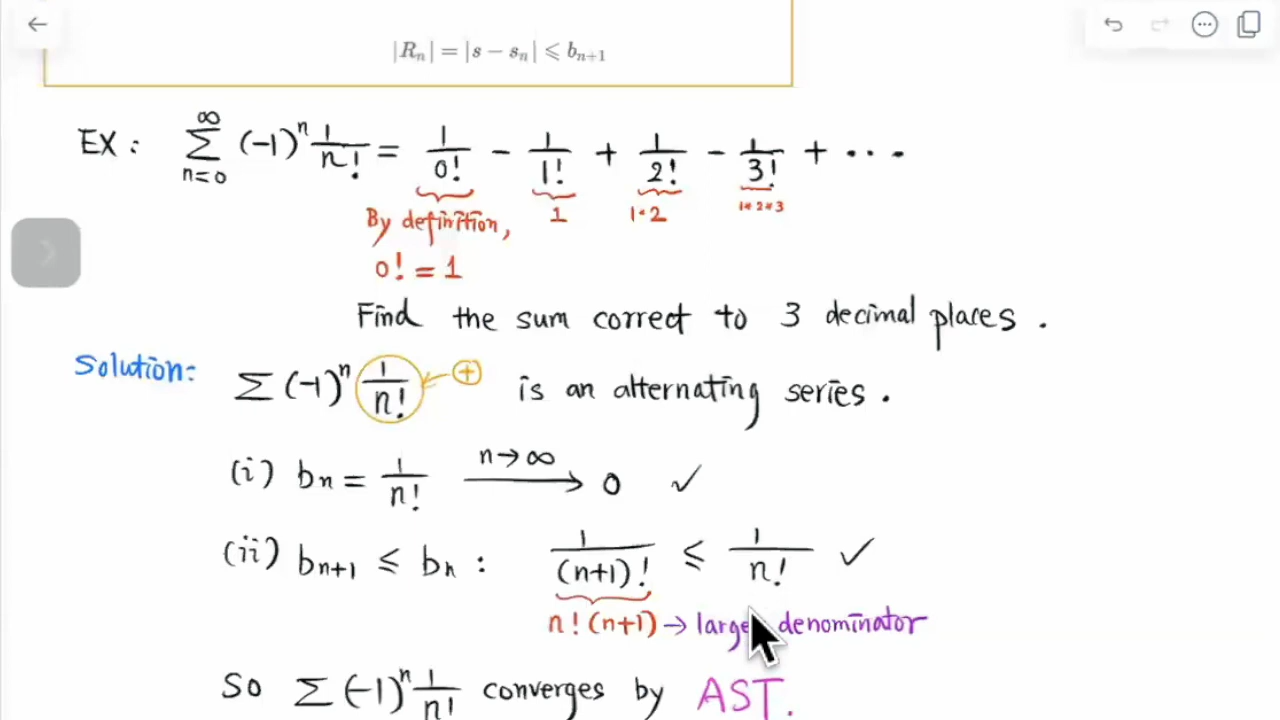 |Rₙ| = |s − sₙ| ⩽ bₙ₊₁
EX : ∑_{n=0}^{∞} (-1)ⁿ 1/n! = 1/0! − 1/1! + 1/2! − 1/3! + ···
By definition, 1 1·2 1*2*3
0! = 1
Find the sum correct to 3 decimal places .
Solution: ∑ (-1)ⁿ 1/n! ← + is an alternating series .
(i) bₙ = 1/n! n→∞ ⟶ 0 ✓
(ii) bₙ₊₁ ≤ bₙ : 1/(n+1)! ≤ 1/n! ✓
n! (n+1) → denominator
So ∑ (-1)ⁿ 1/n! converges by AST.